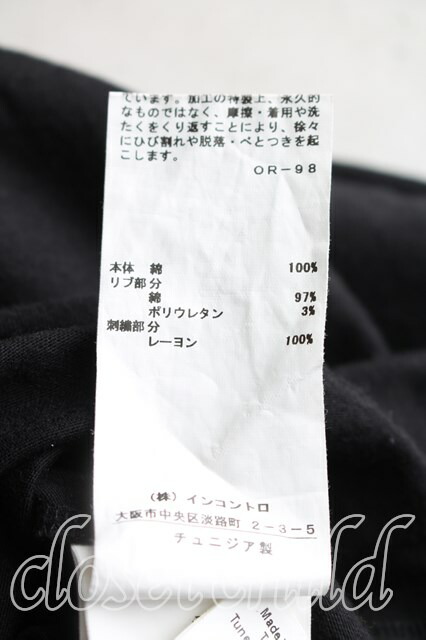 ています。加工の特製上、永久的
なものではなく、摩擦・着用や洗
たくをくり返すことにより、徐々
にひび割れや脱落・べとつきを起
こします。
OR-98
本体 綿 100%
リブ部分
綿 97%
ポリウレタン 3%
刺繍部分
レーヨン 100%
(株) インコントロ
大阪市中央区淡路町 2-3-5
チュニジア製
closet child
Made
Tune